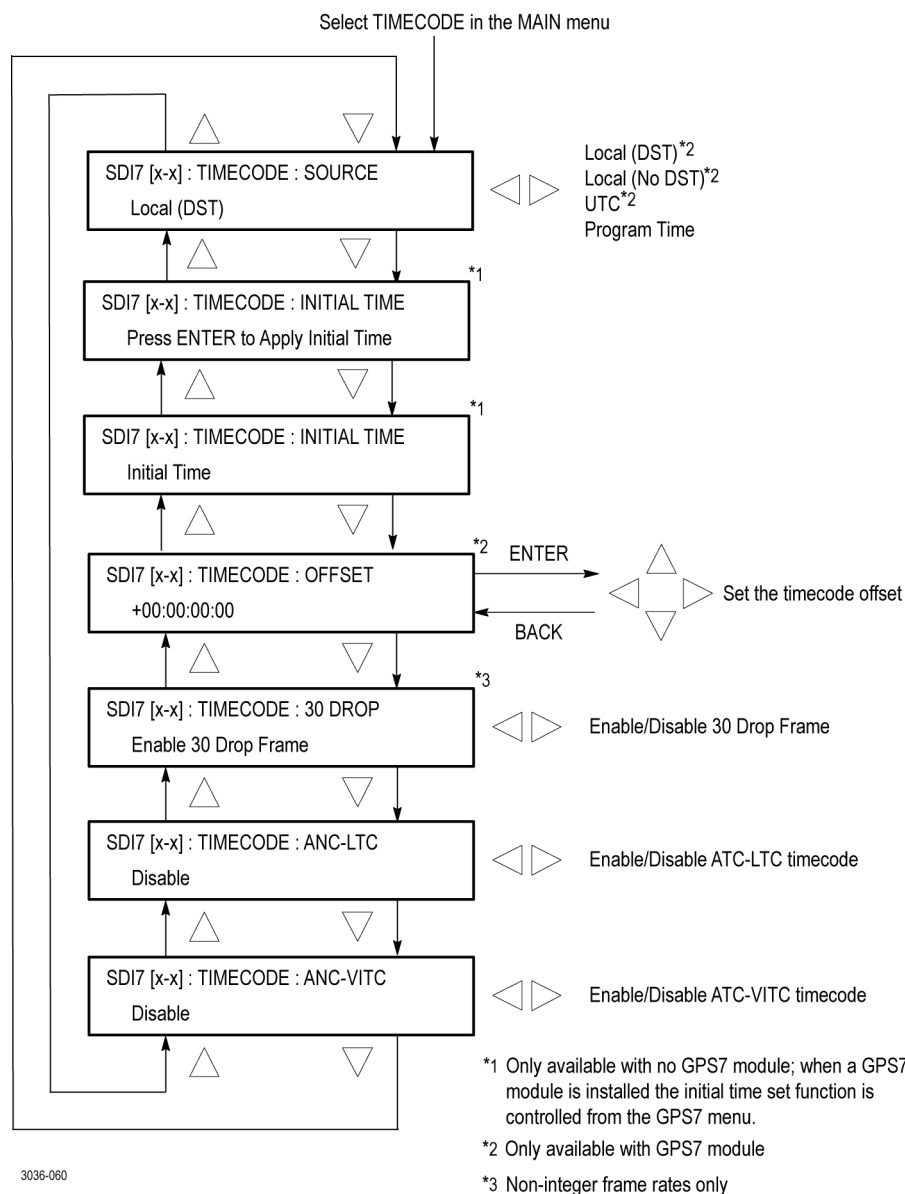 Select TIMECODE in the MAIN menu
SDI7 [x-x] : TIMECODE : SOURCE
Local (DST)
Local (DST)*2
Local (No DST)*2
UTC*2
Program Time
*1
SDI7 [x-x] : TIMECODE : INITIAL TIME
Press ENTER to Apply Initial Time
*1
SDI7 [x-x] : TIMECODE : INITIAL TIME
Initial Time
*2
SDI7 [x-x] : TIMECODE : OFFSET
+00:00:00:00
ENTER
BACK
Set the timecode offset
*3
SDI7 [x-x] : TIMECODE : 30 DROP
Enable 30 Drop Frame
Enable/Disable 30 Drop Frame
SDI7 [x-x] : TIMECODE : ANC-LTC
Disable
Enable/Disable ATC-LTC timecode
SDI7 [x-x] : TIMECODE : ANC-VITC
Disable
Enable/Disable ATC-VITC timecode
*1 Only available with no GPS7 module; when a GPS7
module is installed the initial time set function is
controlled from the GPS7 menu.
*2 Only available with GPS7 module
*3 Non-integer frame rates only
3036-060